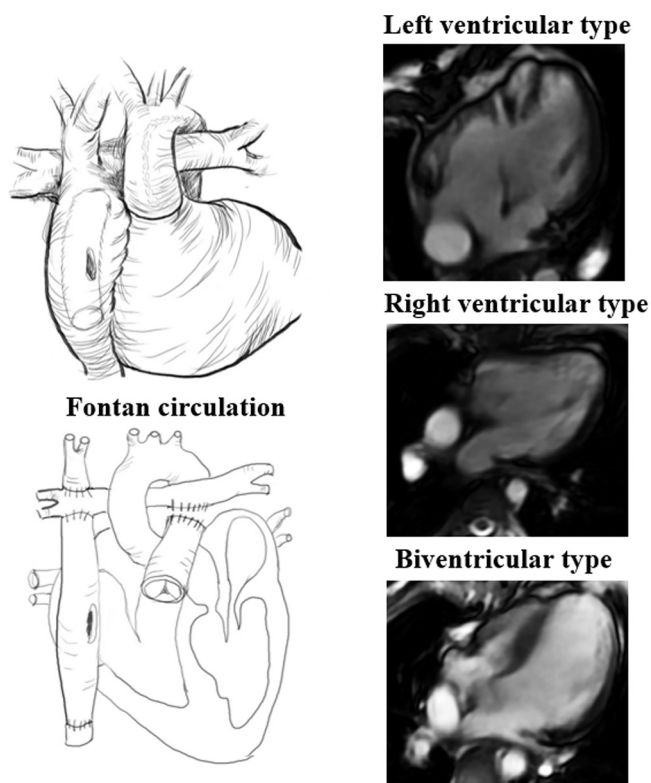 Left ventricular type
Right ventricular type
Fontan circulation
Biventricular type